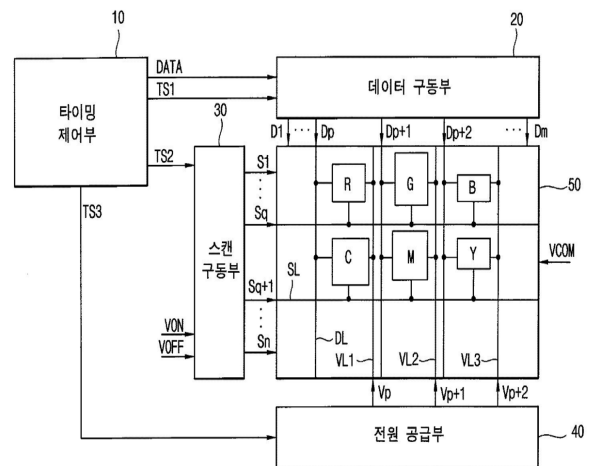 10
20
DATA
TS1
타이밍
제어부
데이터 구동부
30
D1 ··· Dp Dp+1 Dp+2 ··· Dm
TS2
S1
R G B
50
Sq
TS3
스캔
구동부
C M Y
VCOM
SL
Sq+1
VON
VOFF
Sn
DL
VL1 VL2 VL3
Vp Vp+1 Vp+2
전원 공급부
40